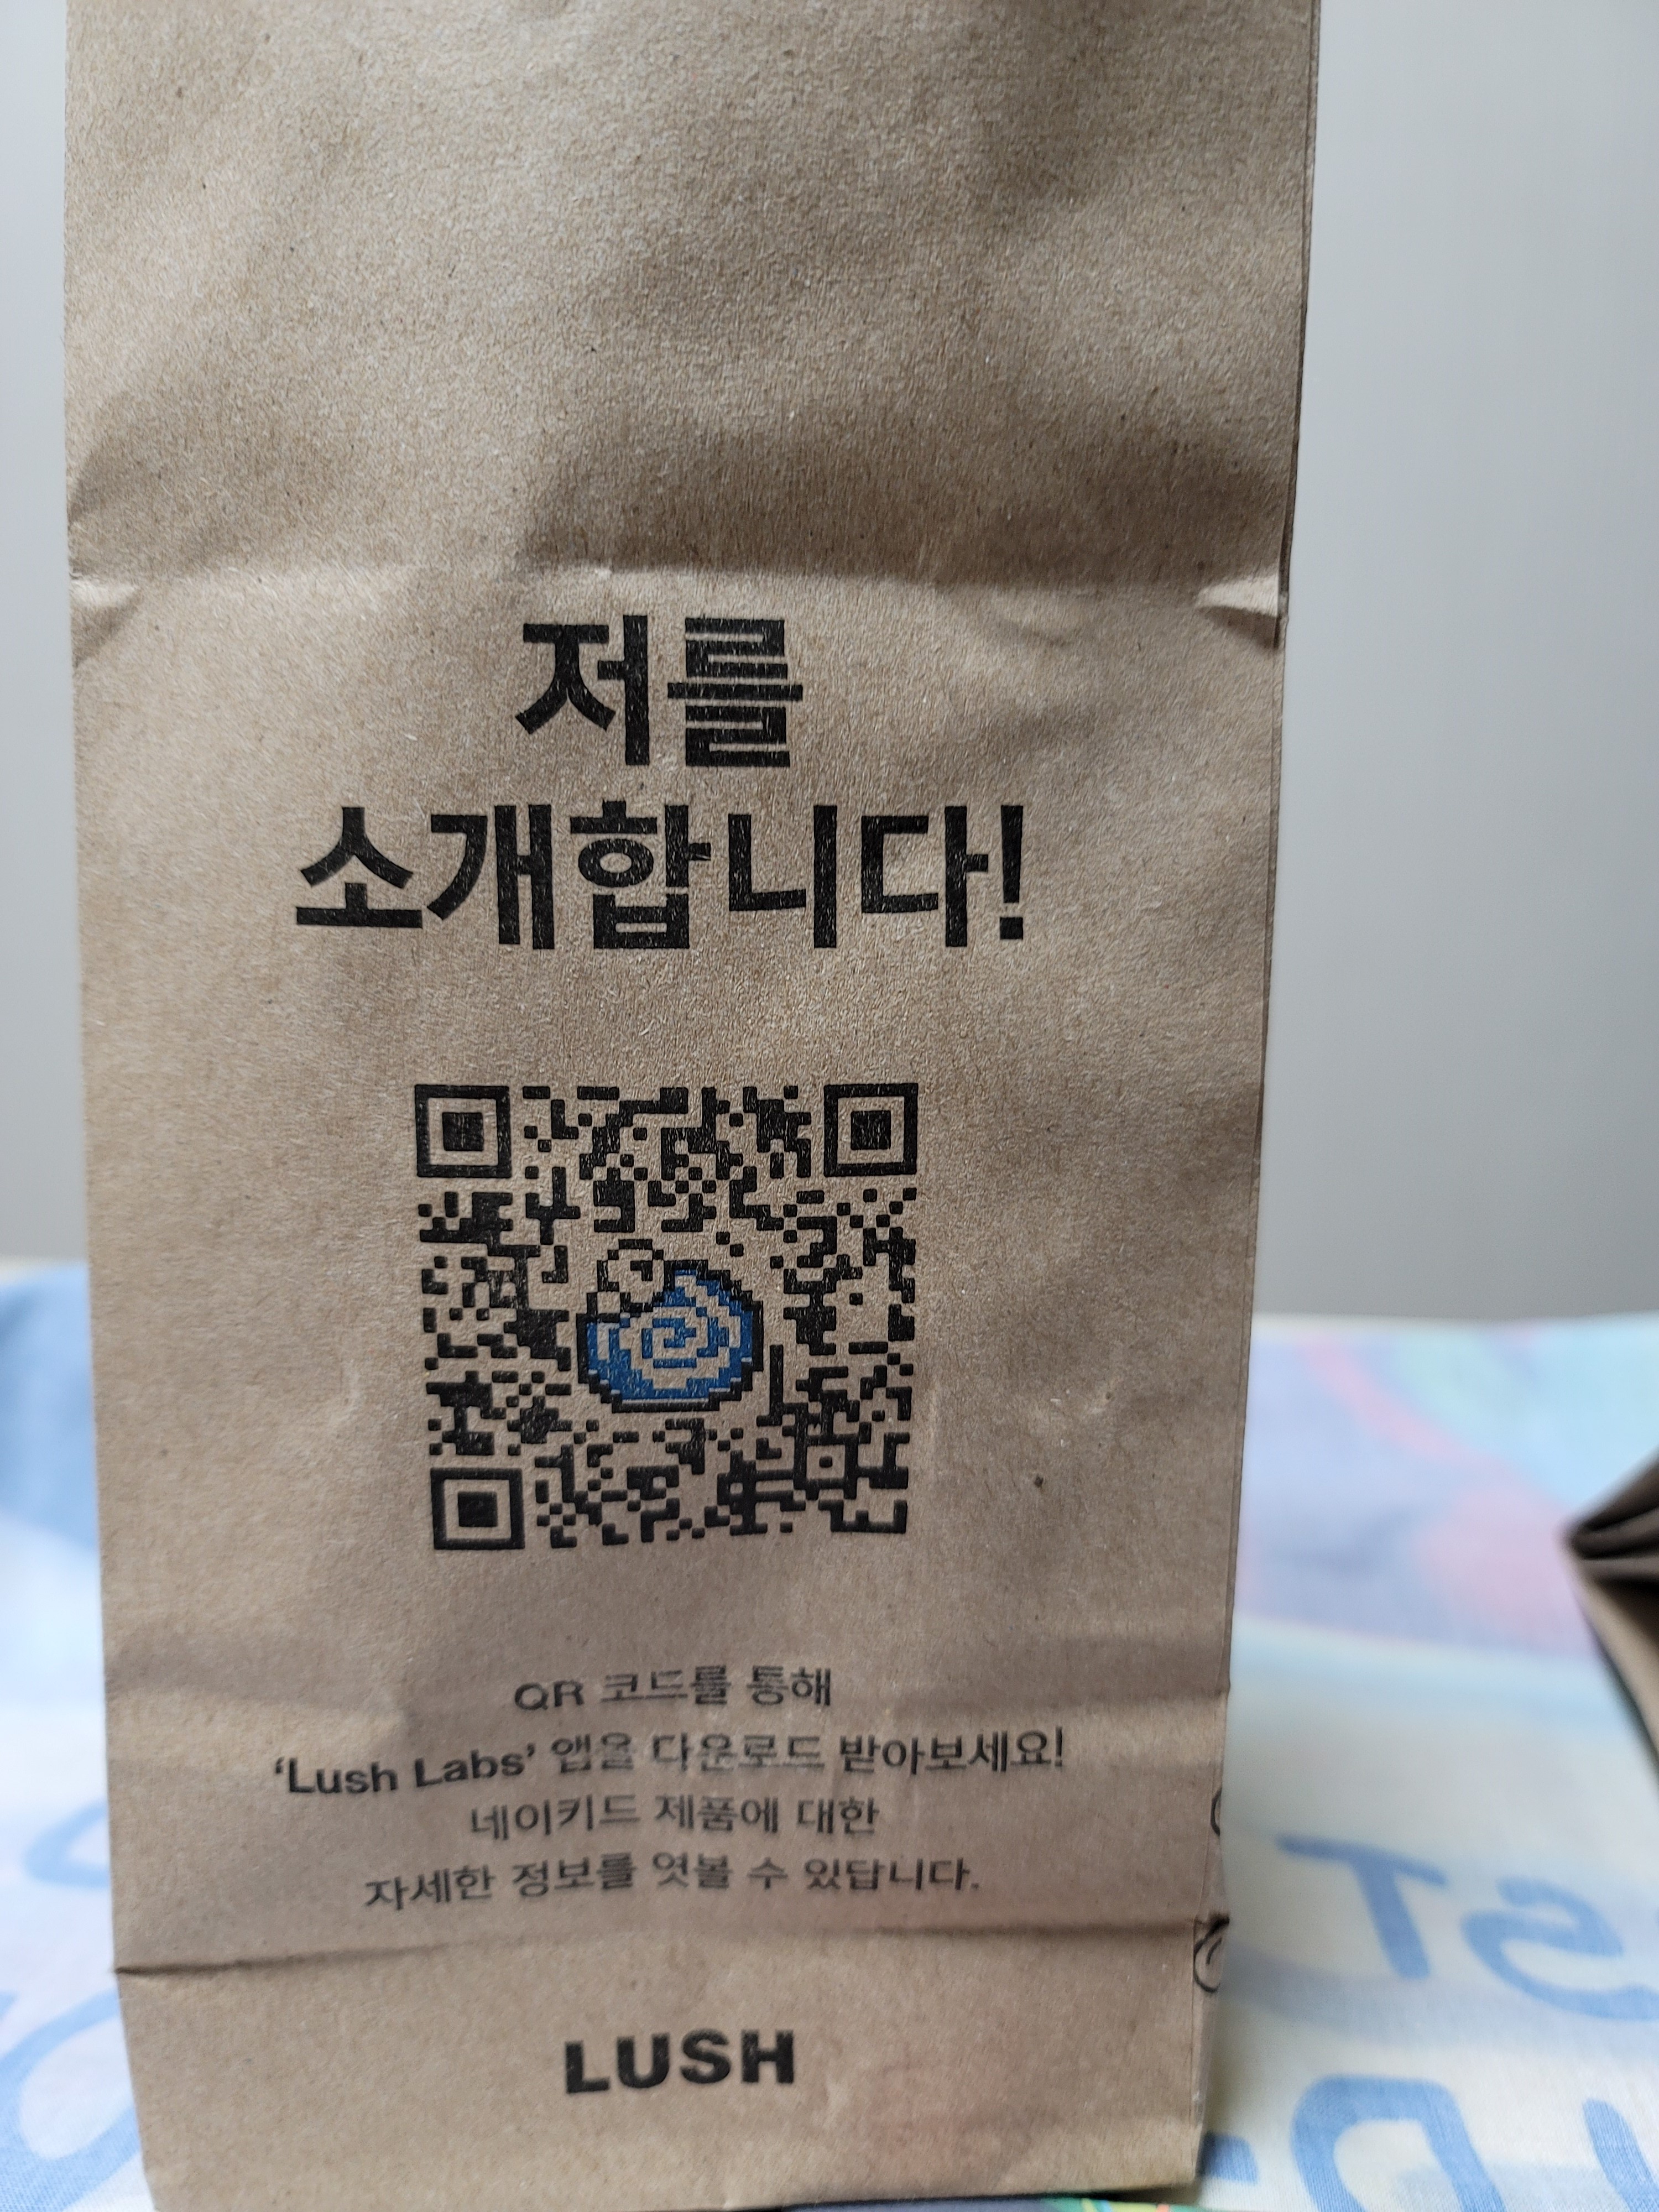 저를
소개합니다!
QR 코드를 통해
‘Lush Labs’ 앱을 다운로드 받아보세요!
네이키드 제품에 대한
자세한 정보를 엿볼 수 있답니다.
LUSH